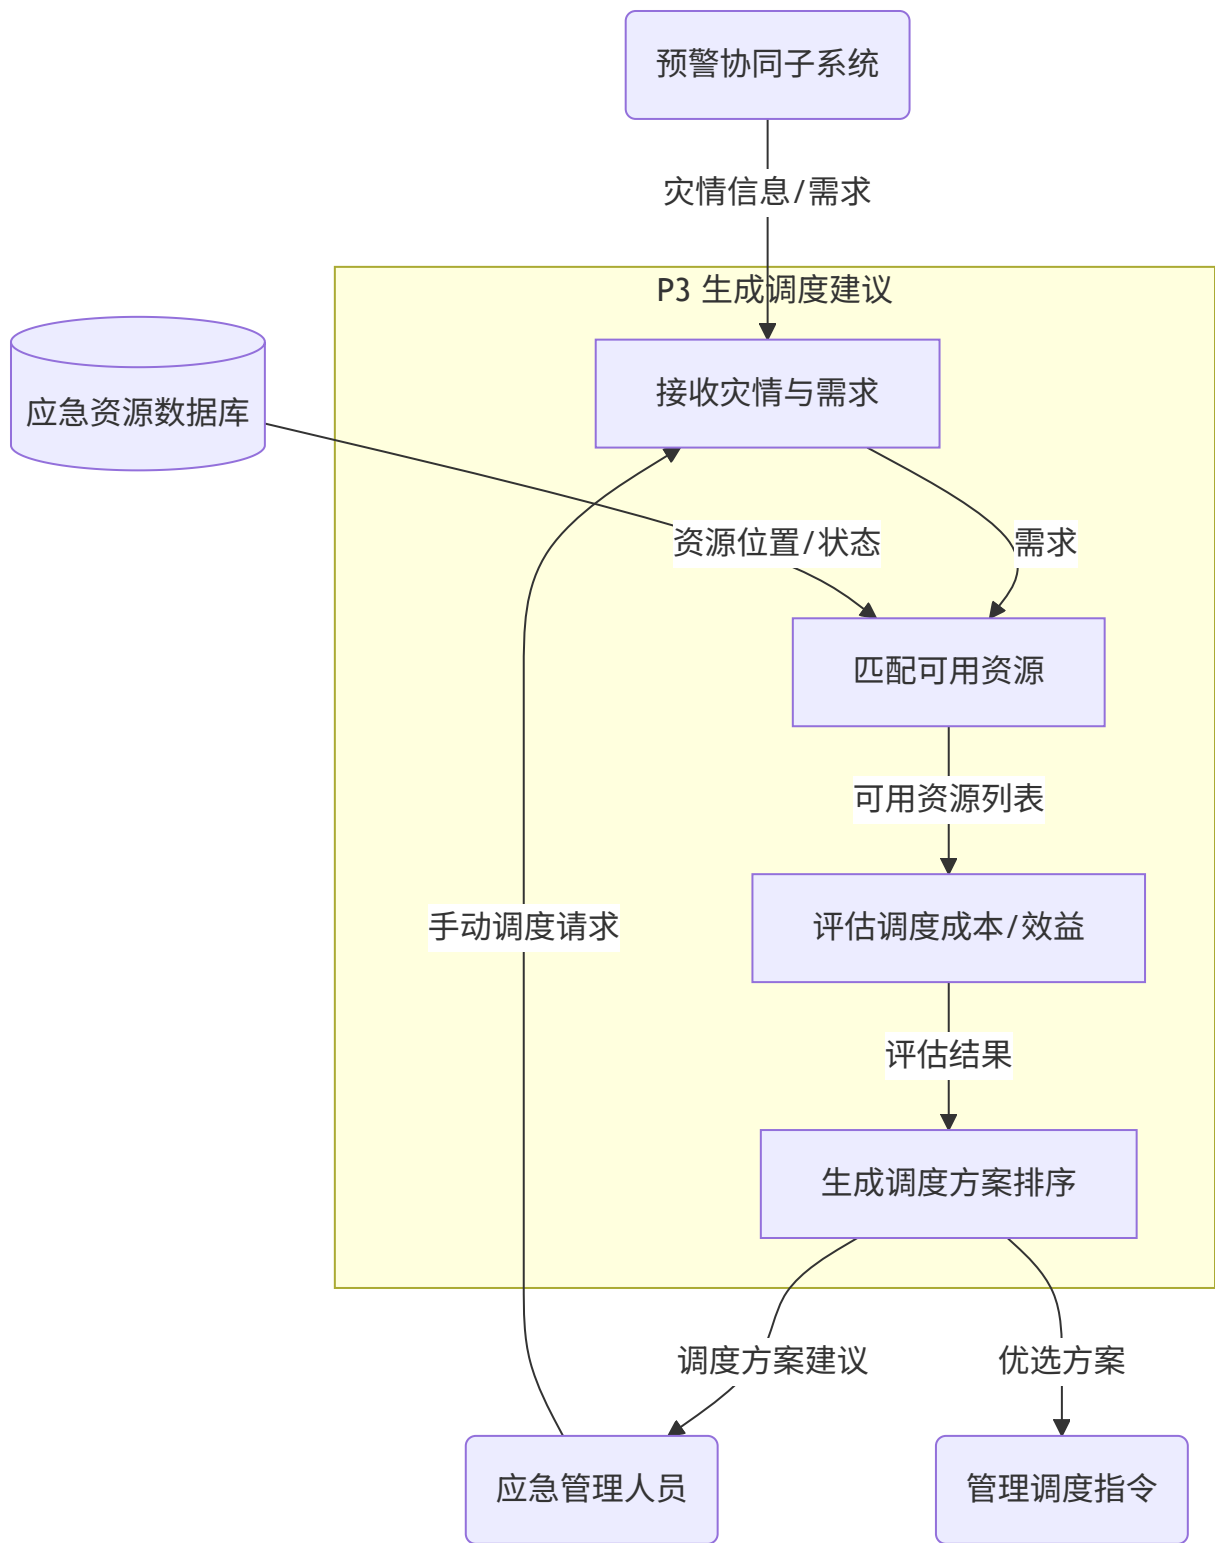 预警协同子系统
灾情信息/需求
P3 生成调度建议
接收灾情与需求
应急资源数据库
资源位置/状态
需求
匹配可用资源
可用资源列表
评估调度成本/效益
手动调度请求
评估结果
生成调度方案排序
调度方案建议
优选方案
应急管理人员
管理调度指令